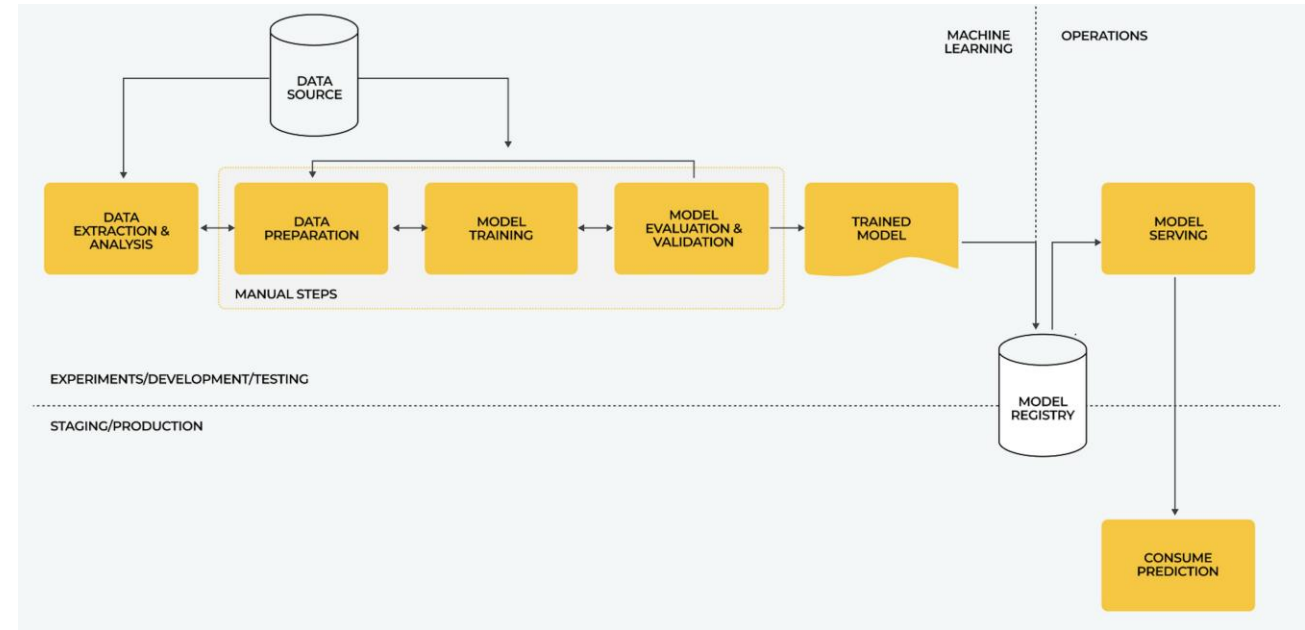 MACHINE
LEARNING
OPERATIONS
DATA
SOURCE
DATA
EXTRACTION &
ANALYSIS
DATA
PREPARATION
MODEL
TRAINING
MODEL
EVALUATION &
VALIDATION
TRAINED
MODEL
MODEL
SERVING
MANUAL STEPS
EXPERIMENTS/DEVELOPMENT/TESTING
MODEL
REGISTRY
STAGING/PRODUCTION
CONSUME
PREDICTION